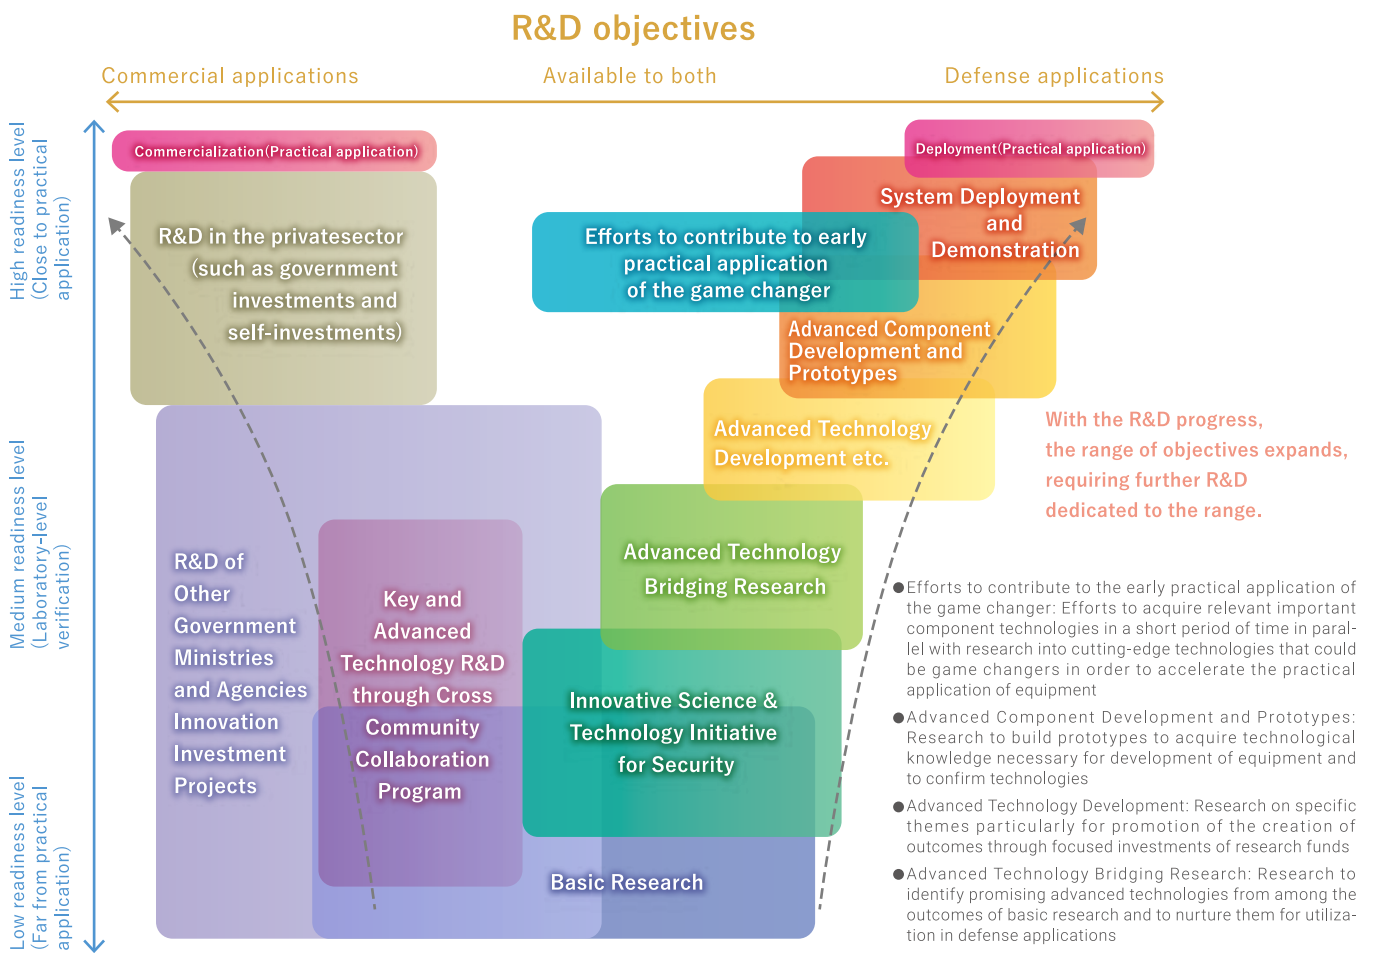 R&D objectives
Commercial applications
Available to both
Defense applications
High readiness level
(Close to practical
application)
Medium readiness level
(Laboratory-level
verification)
Low readiness level
(Far from practical
application)
Commercialization(Practical application)
R&D in the privatesector
(such as government
investments and
self-investments)
Deployment(Practical application)
System Deployment
and
Demonstration
Efforts to contribute to early
practical application
of the game changer
Advanced Component
Development and
Prototypes
Advanced Technology
Development etc.
Advanced Technology
Bridging Research
R&D of
Other
Government
Ministries
and Agencies
Innovation
Investment
Projects
Key and
Advanced
Technology R&D
through Cross
Community
Collaboration
Program
Innovative Science &
Technology Initiative
for Security
Basic Research
With the R&D progress,
the range of objectives expands,
requiring further R&D
dedicated to the range.
●Efforts to contribute to the early practical application of
the game changer: Efforts to acquire relevant important
component technologies in a short period of time in paral-
lel with research into cutting-edge technologies that could
be game changers in order to accelerate the practical
application of equipment
●Advanced Component Development and Prototypes:
Research to build prototypes to acquire technological
knowledge necessary for development of equipment and
to confirm technologies
●Advanced Technology Development: Research on specific
themes particularly for promotion of the creation of
outcomes through focused investments of research funds
●Advanced Technology Bridging Research: Research to
identify promising advanced technologies from among the
outcomes of basic research and to nurture them for utiliza-
tion in defense applications